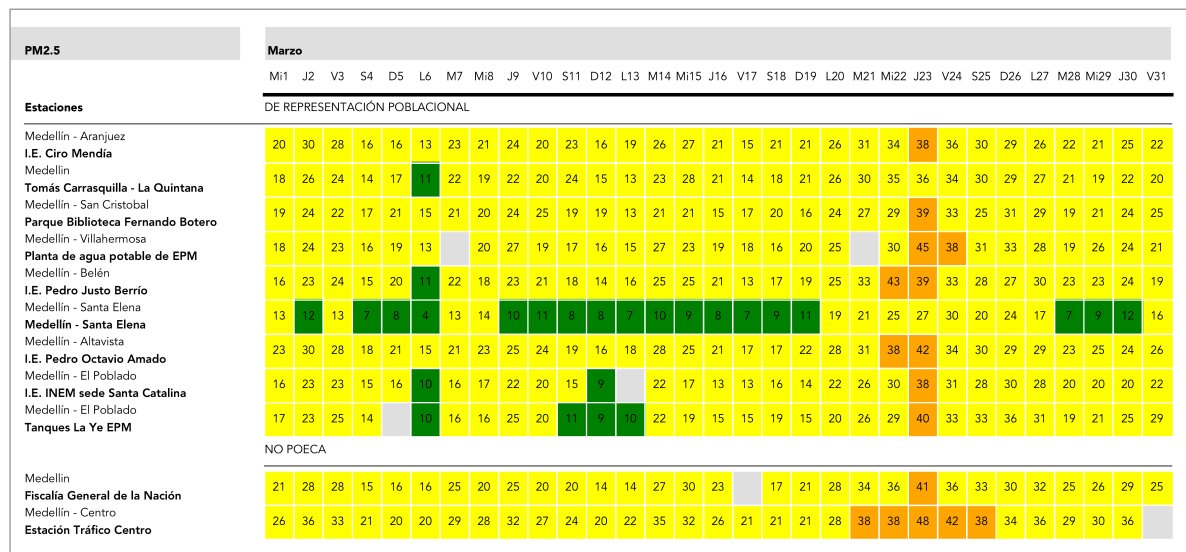 PM2.5 Marzo
Mi1 J2 V3 S4 D5 L6 M7 Mi8 J9 V10 S11 D12 L13 M14 Mi15 J16 V17 S18 D19 L20 M21 Mi22 J23 V24 S25 D26 L27 M28 Mi29 J30 V31
Estaciones DE REPRESENTACIÓN POBLACIONAL
Medellín - Aranjuez
I.E. Ciro Mendía
20 30 28 16 16 13 23 21 24 20 21 16 19 26 27 21 15 21 21 26 31 34 38 36 30 29 26 22 21 25 22
Medellin
Tomás Carrasquilla - La Quintana
18 26 24 14 17 11 22 19 22 20 24 15 13 23 28 21 14 18 21 26 30 35 36 34 30 29 27 21 19 22 20
Medellín - San Cristobal
Parque Biblioteca Fernando Botero
19 24 22 17 21 15 21 20 24 25 19 19 13 21 21 15 17 20 16 24 27 29 39 33 25 31 29 19 21 24 25
Medellín - Villahermosa
Planta de agua potable de EPM
18 24 23 16 19 13 20 27 19 17 16 15 27 23 19 18 16 20 25 30 45 38 31 33 28 19 26 24 21
Medellín - Belén
I.E. Pedro Justo Berrío
16 23 24 15 20 11 22 18 23 21 18 14 16 25 25 21 13 17 19 25 33 43 39 33 28 27 30 23 23 24 19
Medellín - Santa Elena
Medellín - Santa Elena
13 12 13 7 8 4 13 14 10 11 8 8 7 10 9 8 7 9 11 19 21 25 27 30 20 24 17 7 9 12 16
Medellín - Altavista
I.E. Pedro Octavio Amado
23 30 28 18 21 15 21 23 25 24 19 16 18 28 25 21 17 17 22 28 31 38 42 34 30 29 29 23 25 24 26
Medellín - El Poblado
I.E. INEM sede Santa Catalina
16 23 23 15 16 10 16 17 22 20 15 9 22 17 13 13 16 14 22 26 30 38 31 28 30 28 20 20 20 22
Medellín - El Poblado
Tanques La Ye EPM
17 23 25 14 10 16 16 25 20 11 9 10 22 19 15 15 19 15 20 26 29 40 33 33 36 31 19 21 25 29
NO POECA
Medellin
Fiscalía General de la Nación
21 28 28 15 16 16 25 20 25 20 20 14 14 27 30 23 17 21 28 34 36 41 36 33 30 32 25 26 29 25
Medellín - Centro
Estación Tráfico Centro
26 36 33 21 20 20 29 28 32 27 24 20 22 35 32 26 21 21 21 28 38 38 48 42 38 34 36 29 30 36